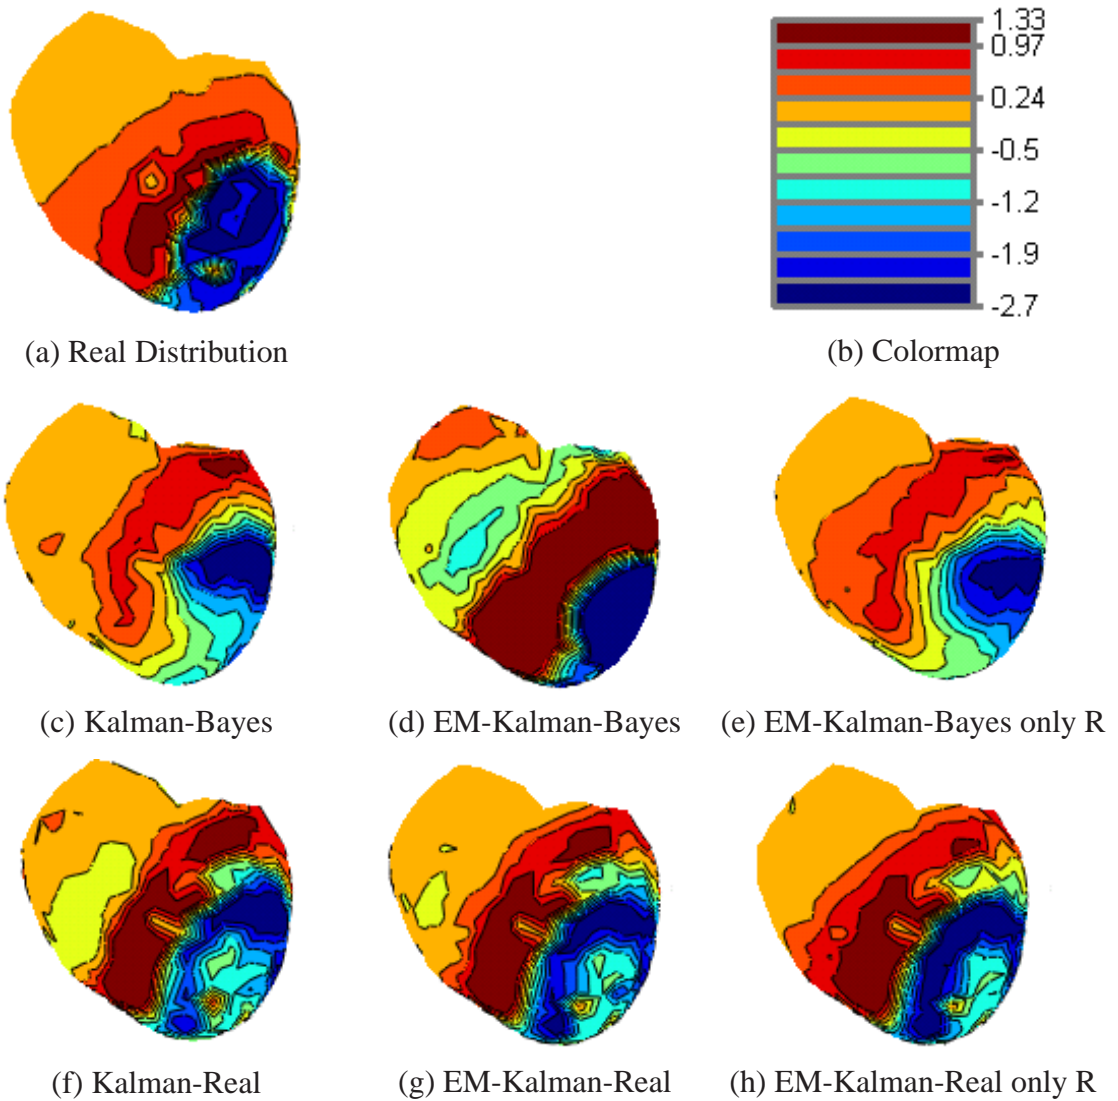 1.33
0.97
0.24
-0.5
-1.2
-1.9
-2.7
(a) Real Distribution
(b) Colormap
(c) Kalman-Bayes
(d) EM-Kalman-Bayes
(e) EM-Kalman-Bayes only R
(f) Kalman-Real
(g) EM-Kalman-Real
(h) EM-Kalman-Real only R